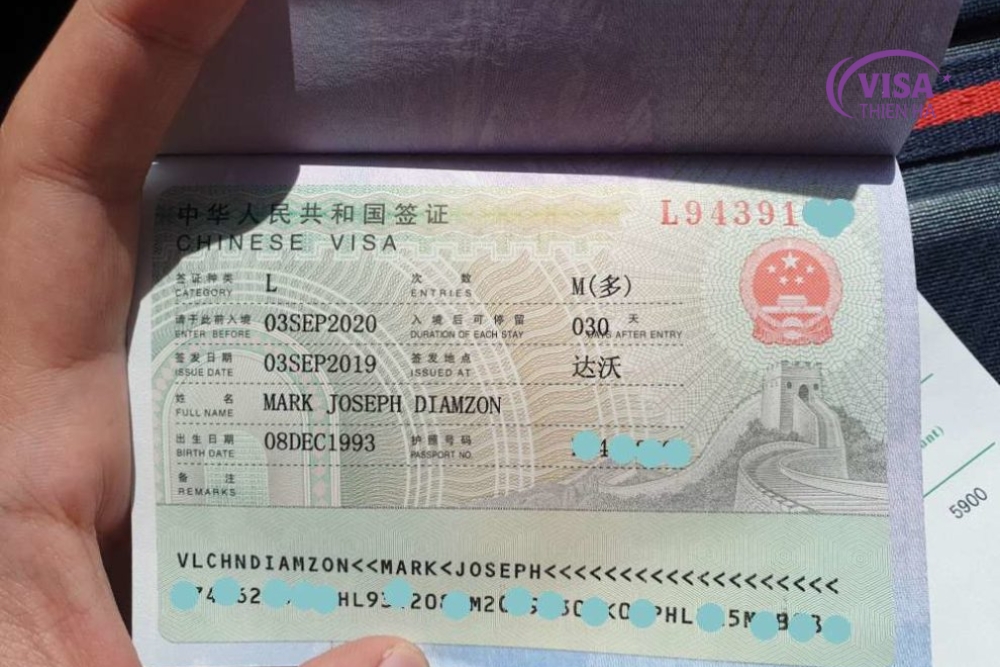 VISA
THIEN
中华人民共和国签证
CHINESE VISA
L94391
签证种类 CATEGORY L 次数 ENTRIES M(多)
请于此前入境 ENTER BEFORE 03SEP2020 入境后可停留 DURATION OF EACH STAY 030 天 DAYS AFTER ENTRY
签发日期 ISSUE DATE 03SEP2019 签发地点 ISSUED AT 达沃
姓名 FULL NAME MARK JOSEPH DIAMZON
出生日期 BIRTH DATE 08DEC1993 护照号码 PASSPORT NO. 4
备注 REMARKS
VLCHNDIAMZON<<MARK<JOSEPH<<<<<<<<<<<<<<<<<<<
5900